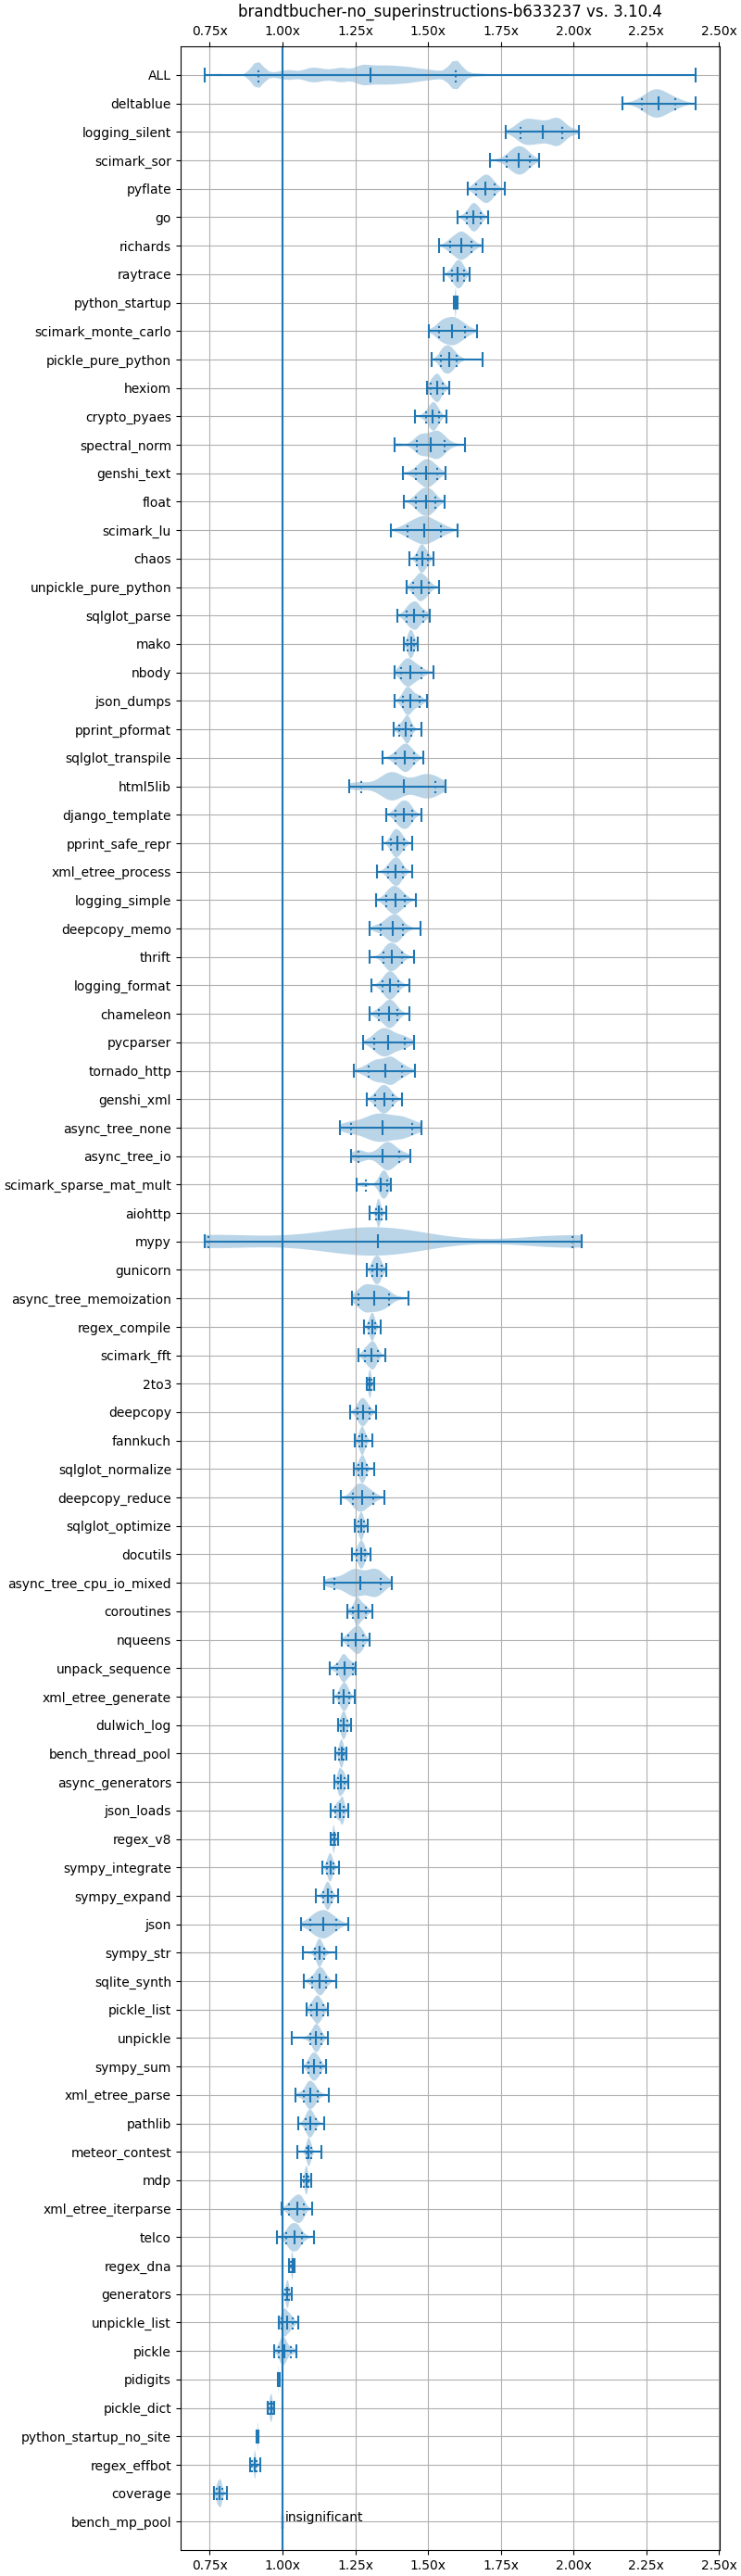 brandtbucher-no_superinstructions-b633237 vs. 3.10.4
0.75x 1.00x 1.25x 1.50x 1.75x 2.00x 2.25x 2.50x
ALL
deltablue
logging_silent
scimark_sor
pyflate
go
richards
raytrace
python_startup
scimark_monte_carlo
pickle_pure_python
hexiom
crypto_pyaes
spectral_norm
genshi_text
float
scimark_lu
chaos
unpickle_pure_python
sqlglot_parse
mako
nbody
json_dumps
pprint_pformat
sqlglot_transpile
html5lib
django_template
pprint_safe_repr
xml_etree_process
logging_simple
deepcopy_memo
thrift
logging_format
chameleon
pycparser
tornado_http
genshi_xml
async_tree_none
async_tree_io
scimark_sparse_mat_mult
aiohttp
mypy
gunicorn
async_tree_memoization
regex_compile
scimark_fft
2to3
deepcopy
fannkuch
sqlglot_normalize
deepcopy_reduce
sqlglot_optimize
docutils
async_tree_cpu_io_mixed
coroutines
nqueens
unpack_sequence
xml_etree_generate
dulwich_log
bench_thread_pool
async_generators
json_loads
regex_v8
sympy_integrate
sympy_expand
json
sympy_str
sqlite_synth
pickle_list
unpickle
sympy_sum
xml_etree_parse
pathlib
meteor_contest
mdp
xml_etree_iterparse
telco
regex_dna
generators
unpickle_list
pickle
pidigits
pickle_dict
python_startup_no_site
regex_effbot
coverage
bench_mp_pool insignificant
0.75x 1.00x 1.25x 1.50x 1.75x 2.00x 2.25x 2.50x